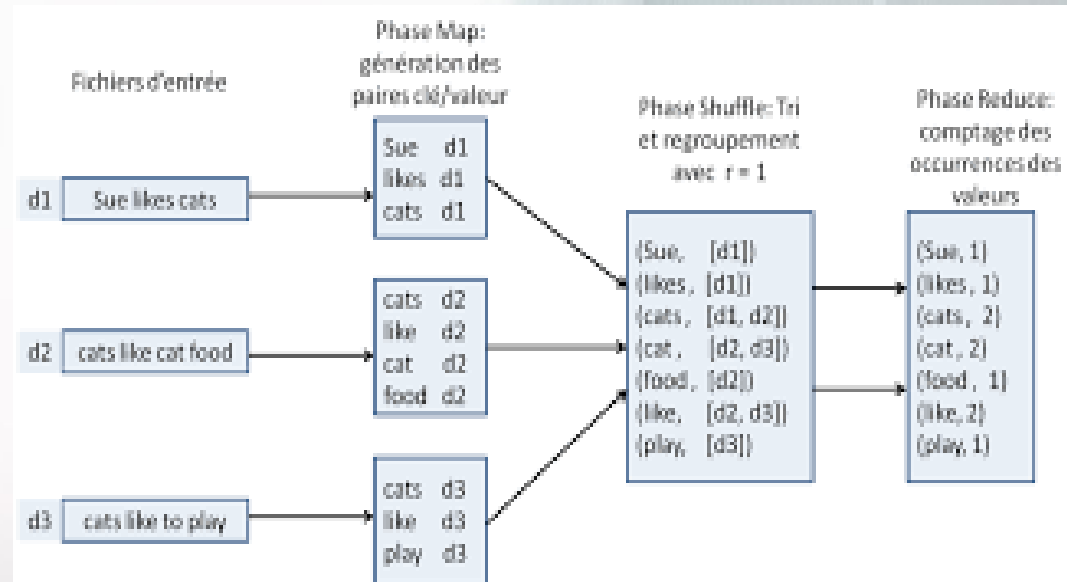 Fichiers d'entrée
Phase Map:
génération des
paires clé/valeur
Phase Shuffle: Tri
et regroupement
avec r = 1
Phase Reduce:
comptage des
occurrences des
valeurs
d1 Sue likes cats
Sue d1
likes d1
cats d1
d2 cats like cat food
cats d2
like d2
cat d2
food d2
d3 cats like to play
cats d3
like d3
play d3
(Sue, [d1])
(likes, [d1])
(cats, [d1, d2])
(cat, [d2, d3])
(food, [d2])
(like, [d2, d3])
(play, [d3])
(Sue, 1)
(likes, 1)
(cats, 2)
(cat, 2)
(food, 1)
(like, 2)
(play, 1)